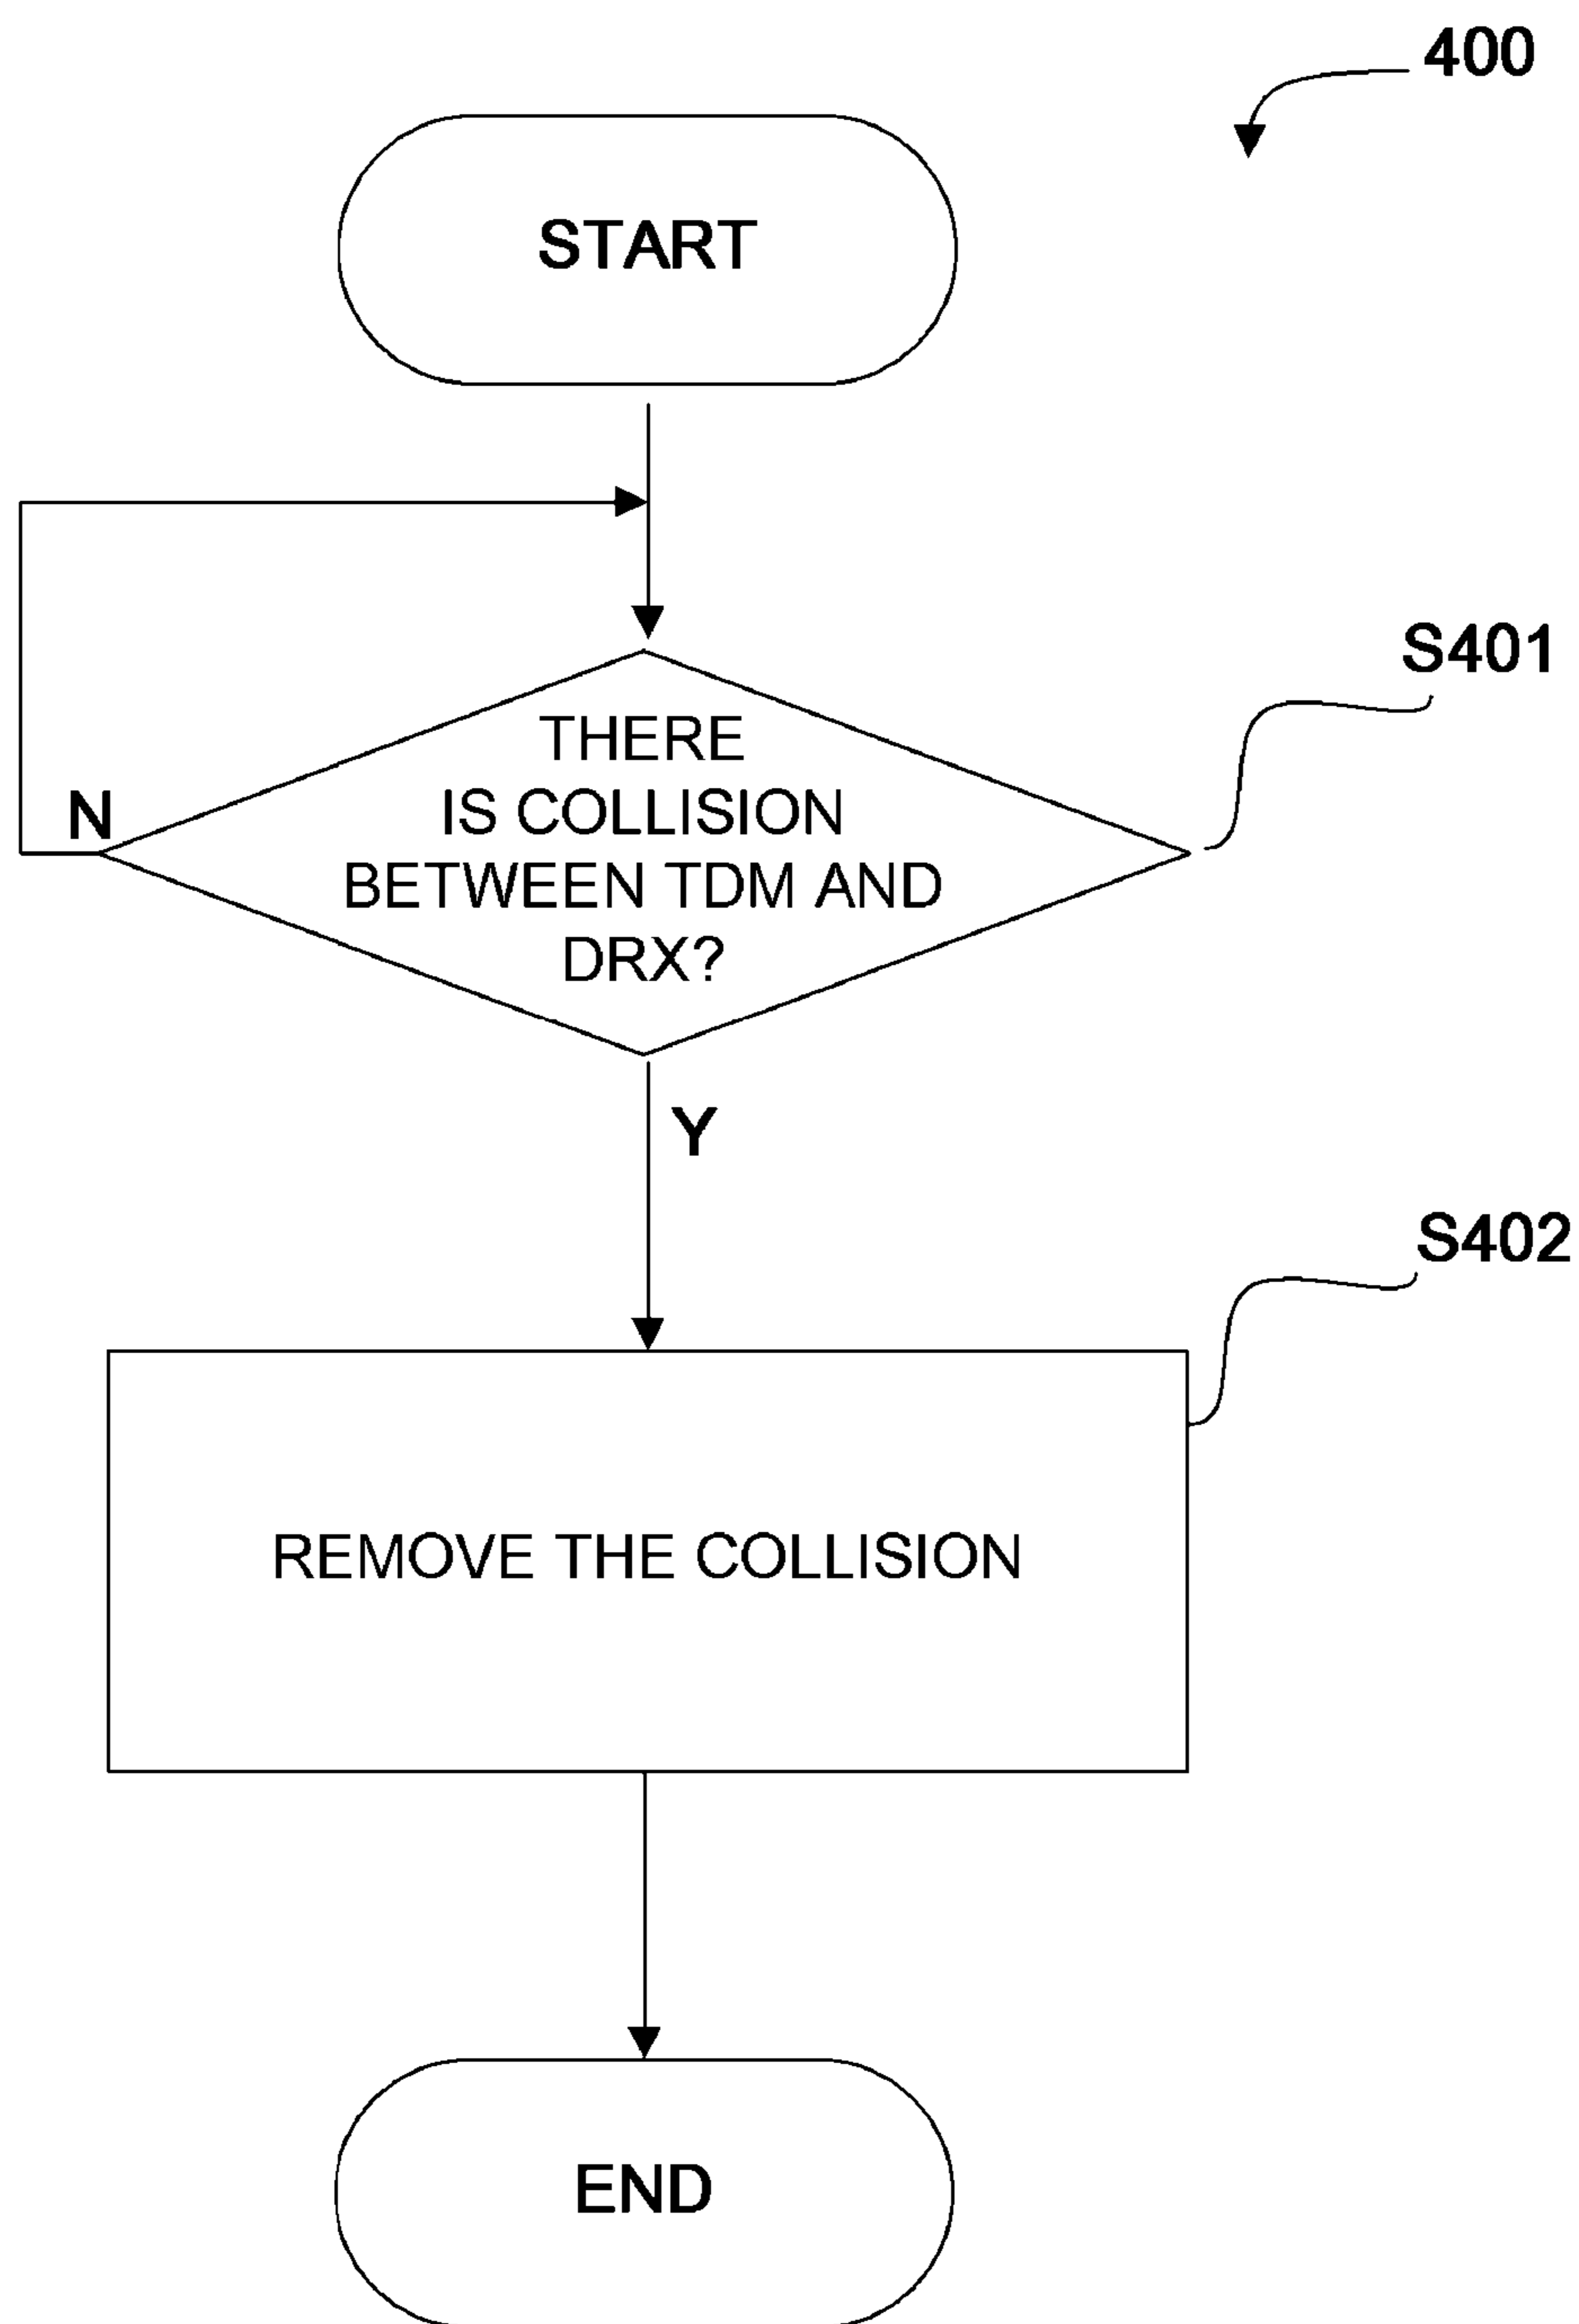 400
START
S401
THERE
IS COLLISION
BETWEEN TDM AND
DRX?
N
Y
S402
REMOVE THE COLLISION
END